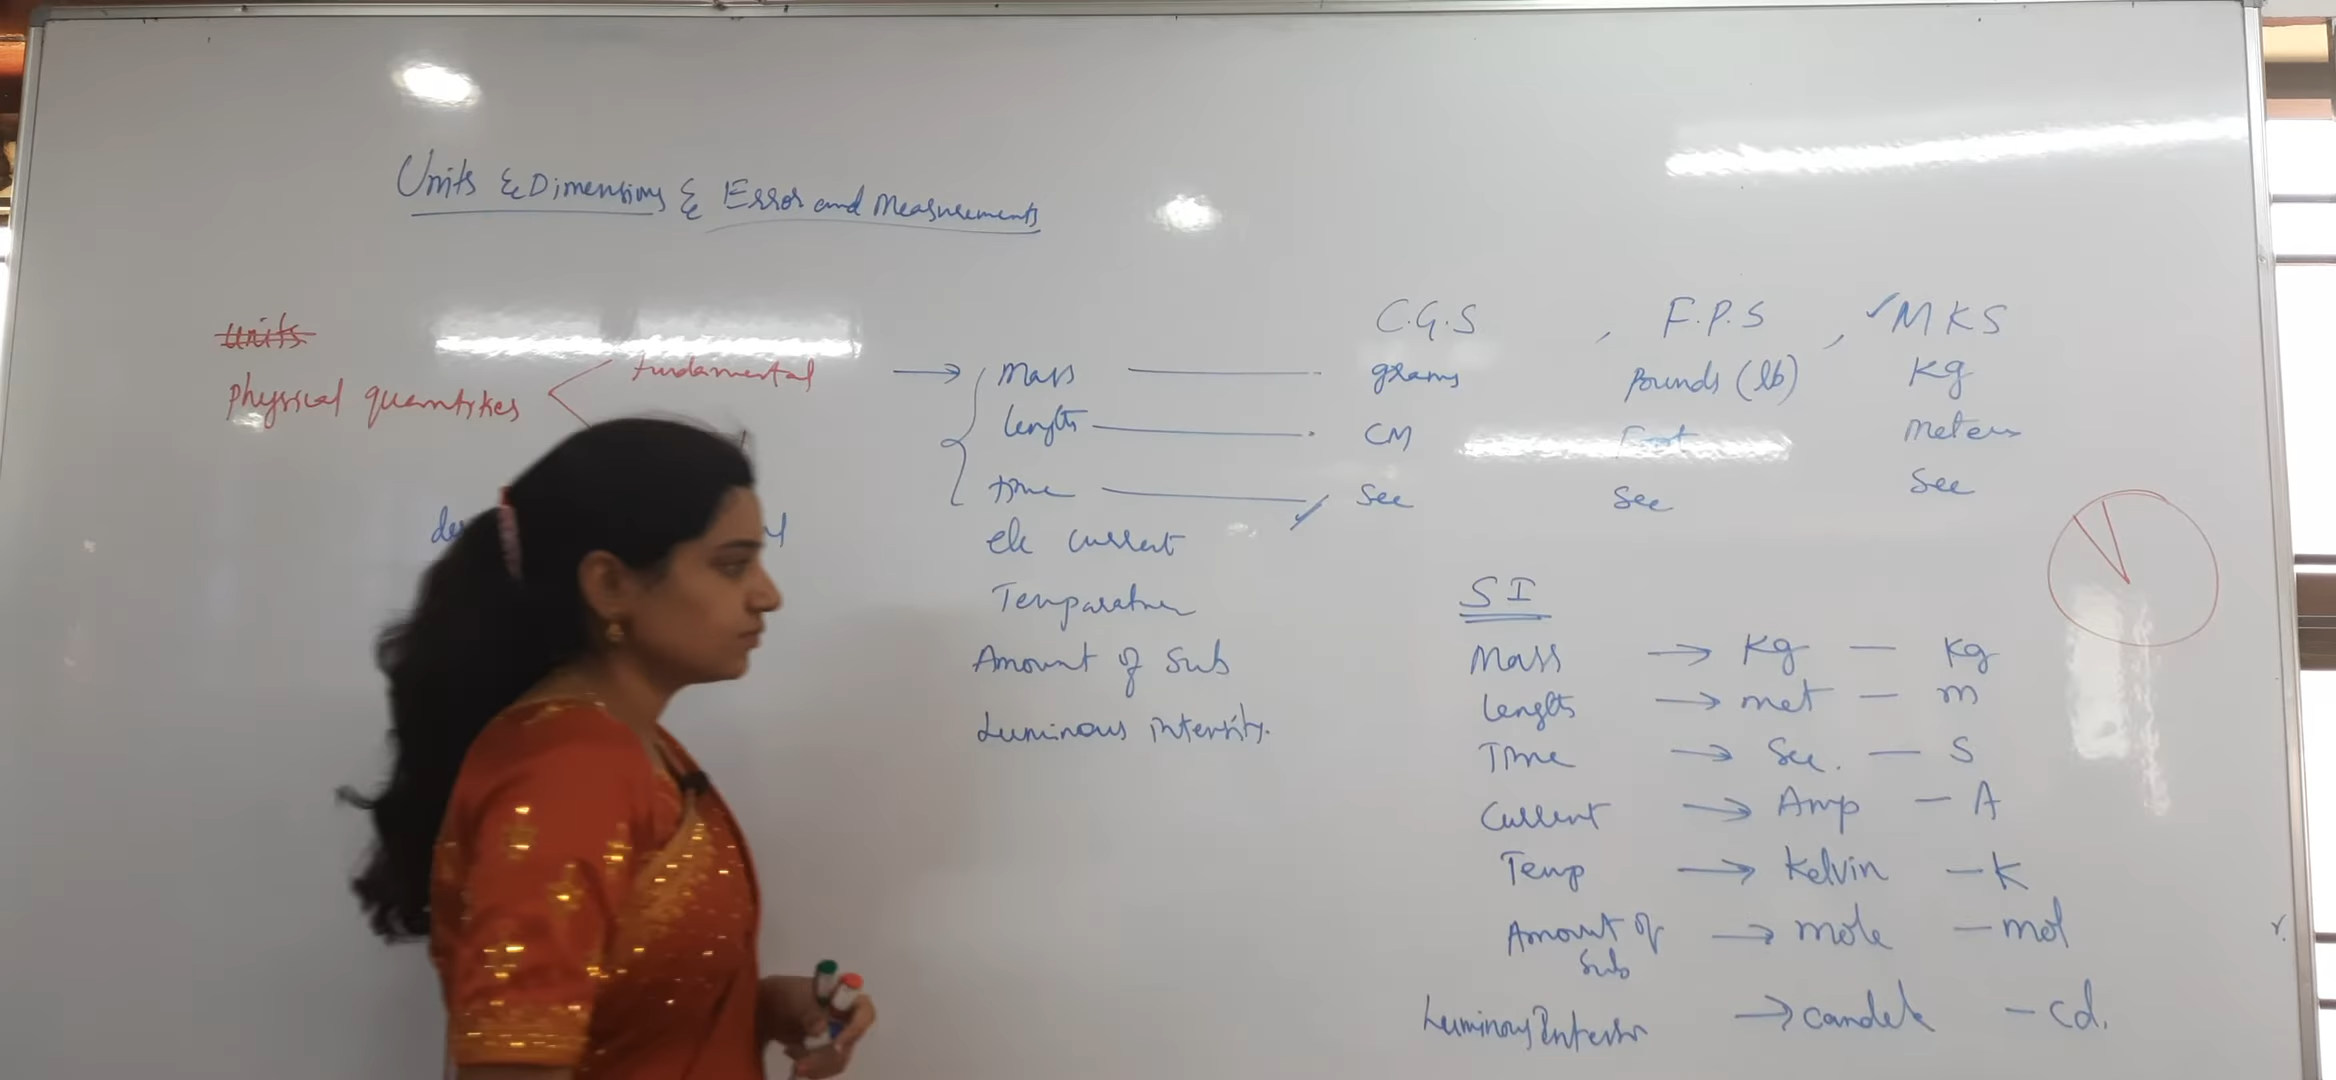 Units & Dimensions & Error and Measurements
Units
Physical quantities
fundamental
mass
length
time
ele current
Temperature
Amount of Sub
Luminous intensity.
C.G.S , F.P.S , MKS
grams Pounds (lb) Kg
CM Foot meters
Sec Sec Sec
SI
Mass → Kg — Kg
length → met — m
Time → Sec. — S
Current → Amp — A
Temp → Kelvin — K
Amount of Sub → mole — mol
Luminous Intensi → candela — cd.